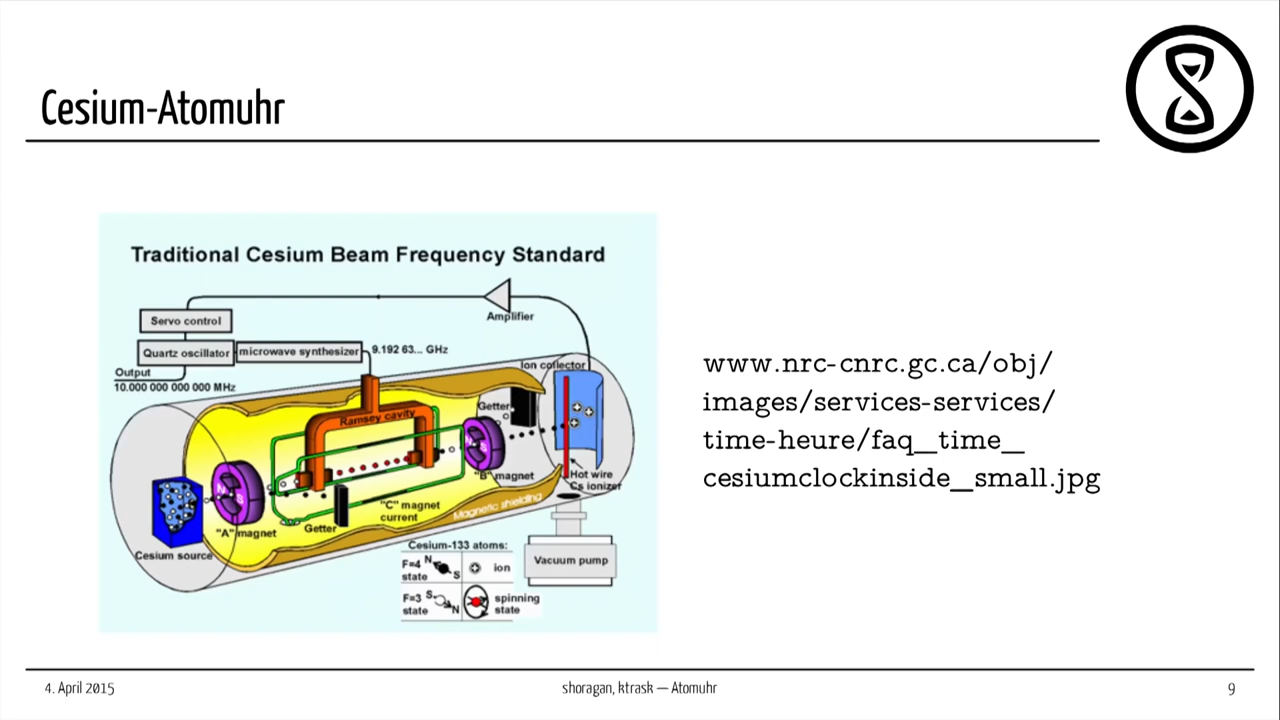 Cesium-Atomuhr
Traditional Cesium Beam Frequency Standard
Amplifier
Servo control
Quartz oscillator
microwave synthesizer
9.192 63... GHz
Output
10.000 000 000 000 MHz
Ion collector
Ramsey cavity
Getter
N
S
N
S
"B" magnet
Hot wire
Cs ionizer
"C" magnet
current
Magnetic shielding
Getter
"A" magnet
Cesium source
Vacuum pump
Cesium-133 atoms:
F=4 N
state S
ion
F=3 S
state N
spinning
state
www.nrc-cnrc.gc.ca/obj/
images/services-services/
time-heure/faq_time_
cesiumclockinside_small.jpg
4. April 2015
shoragan, ktrask — Atomuhr
9